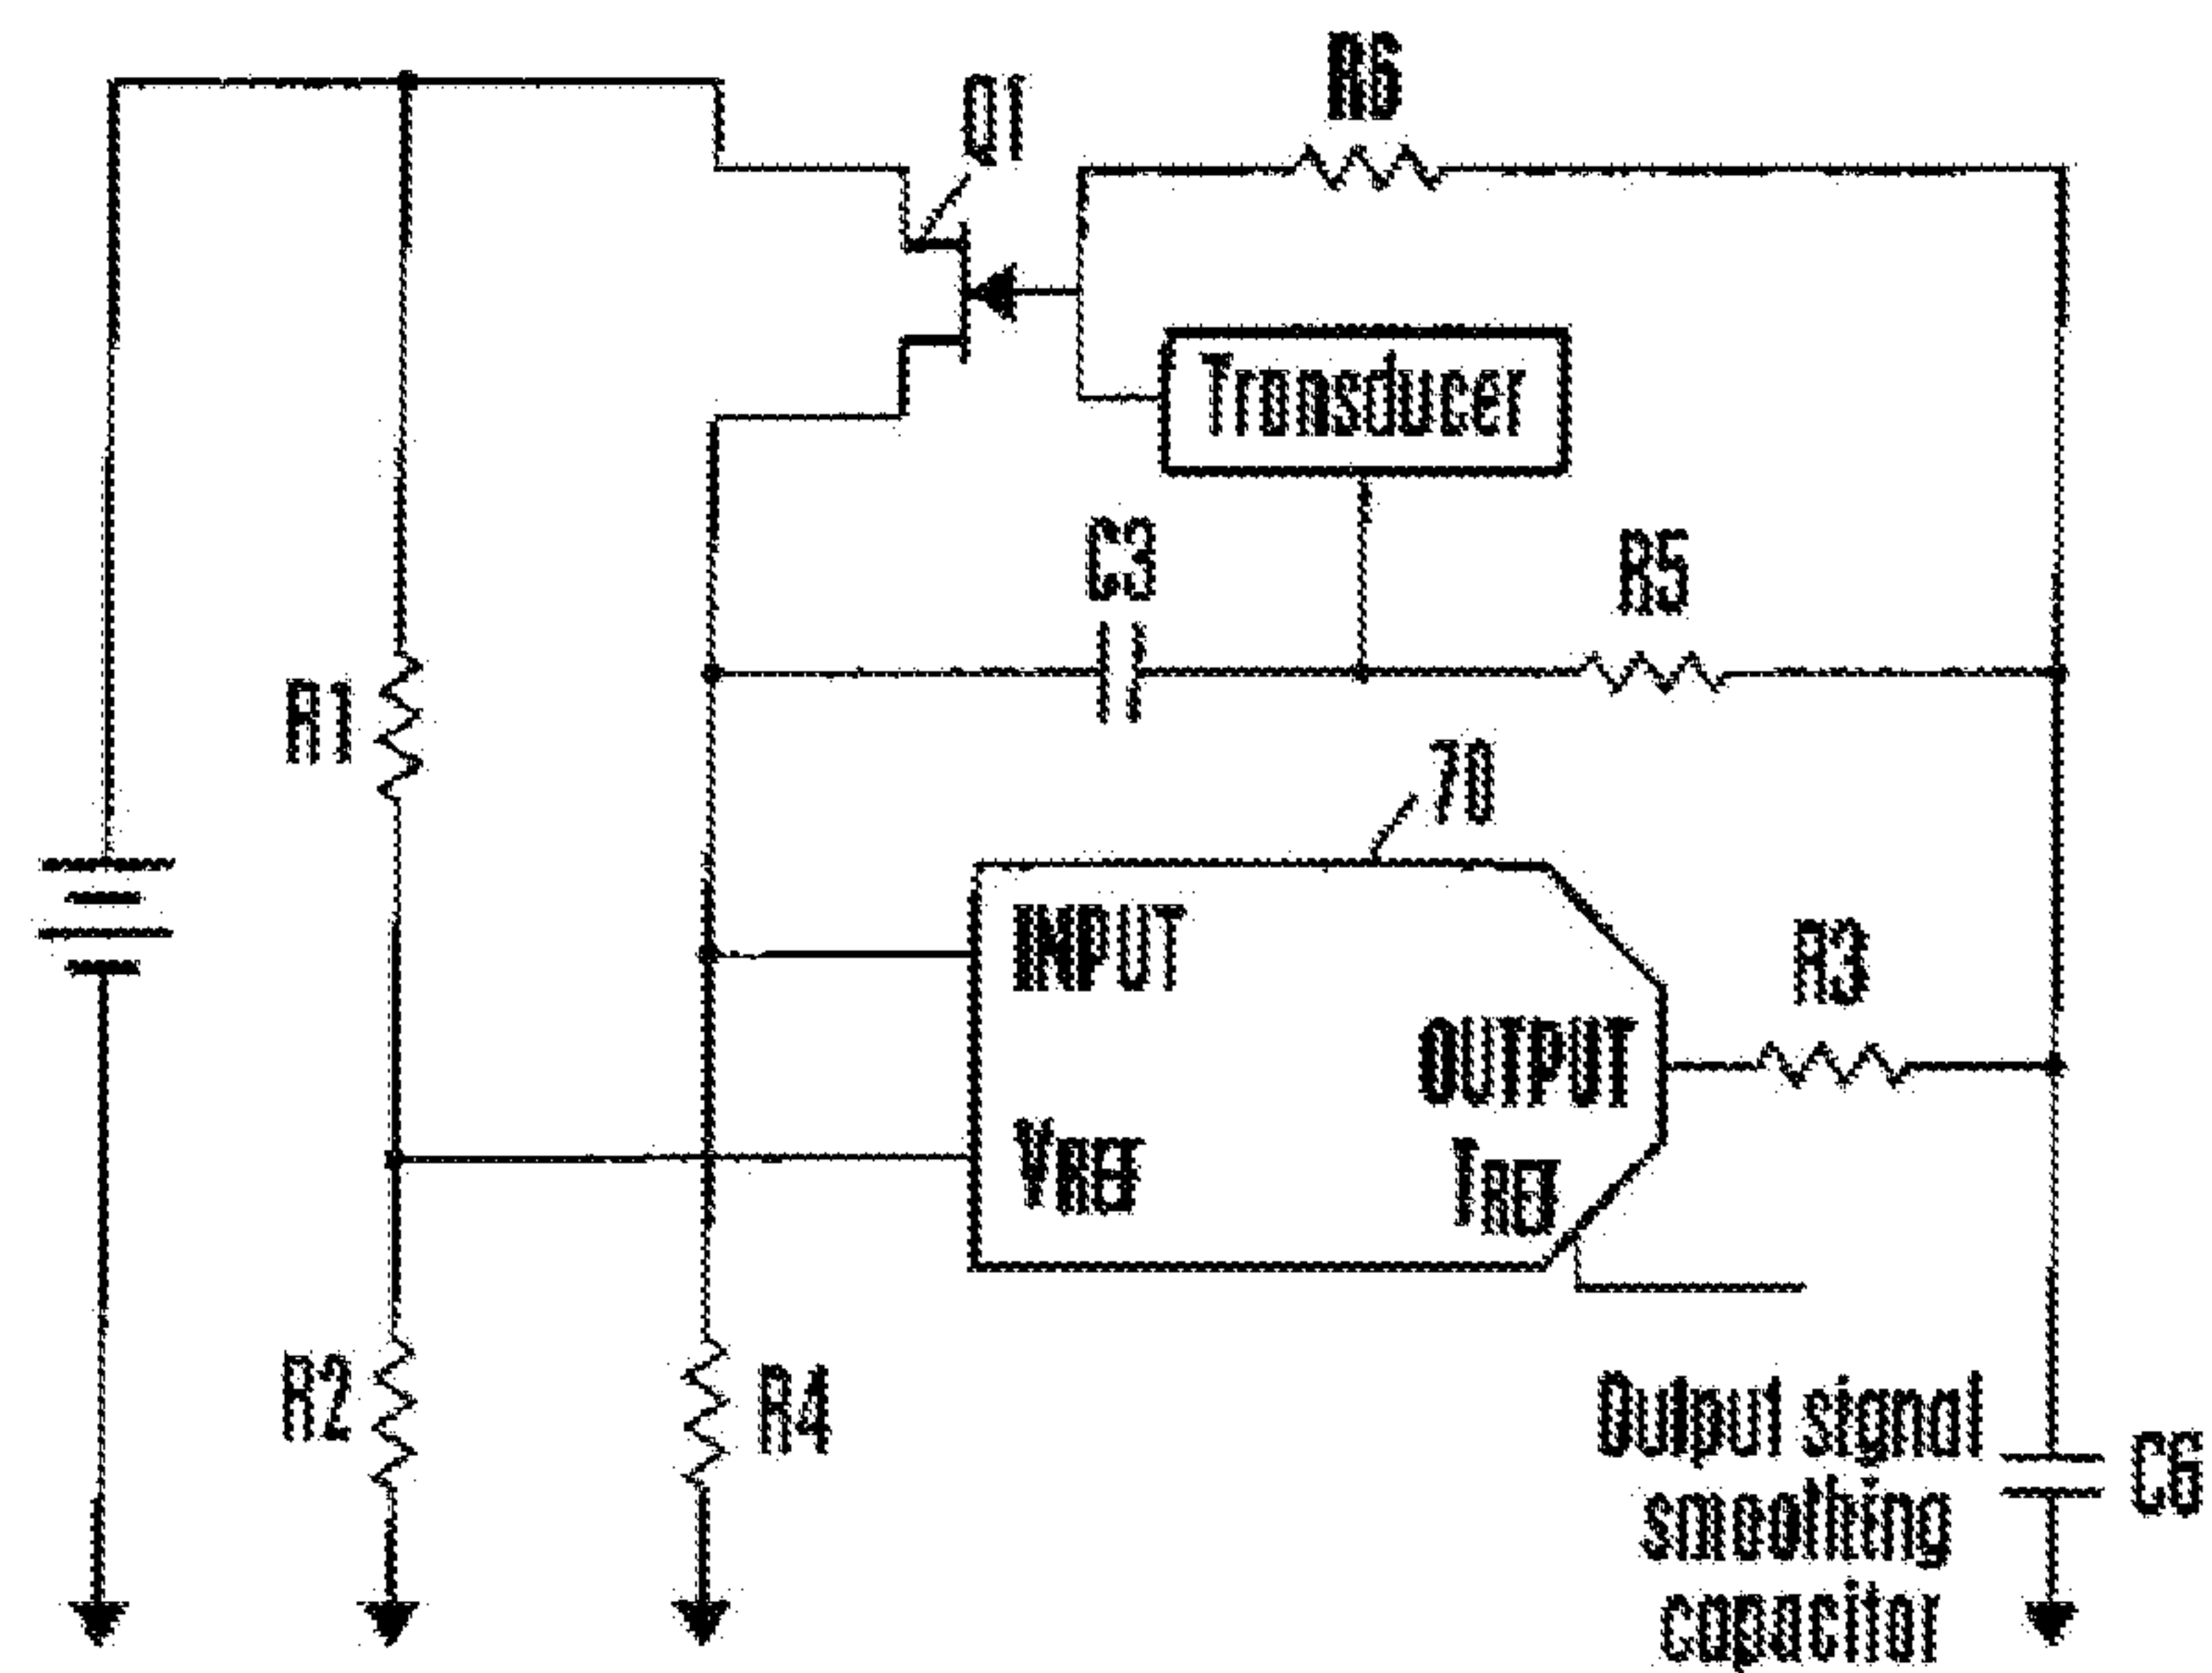 R6
Q1
Transducer
C3
R5
R1
70
INPUT
R3
OUTPUT
VREF
TREF
R2
R4
Output signal
smoothing
capacitor
C6